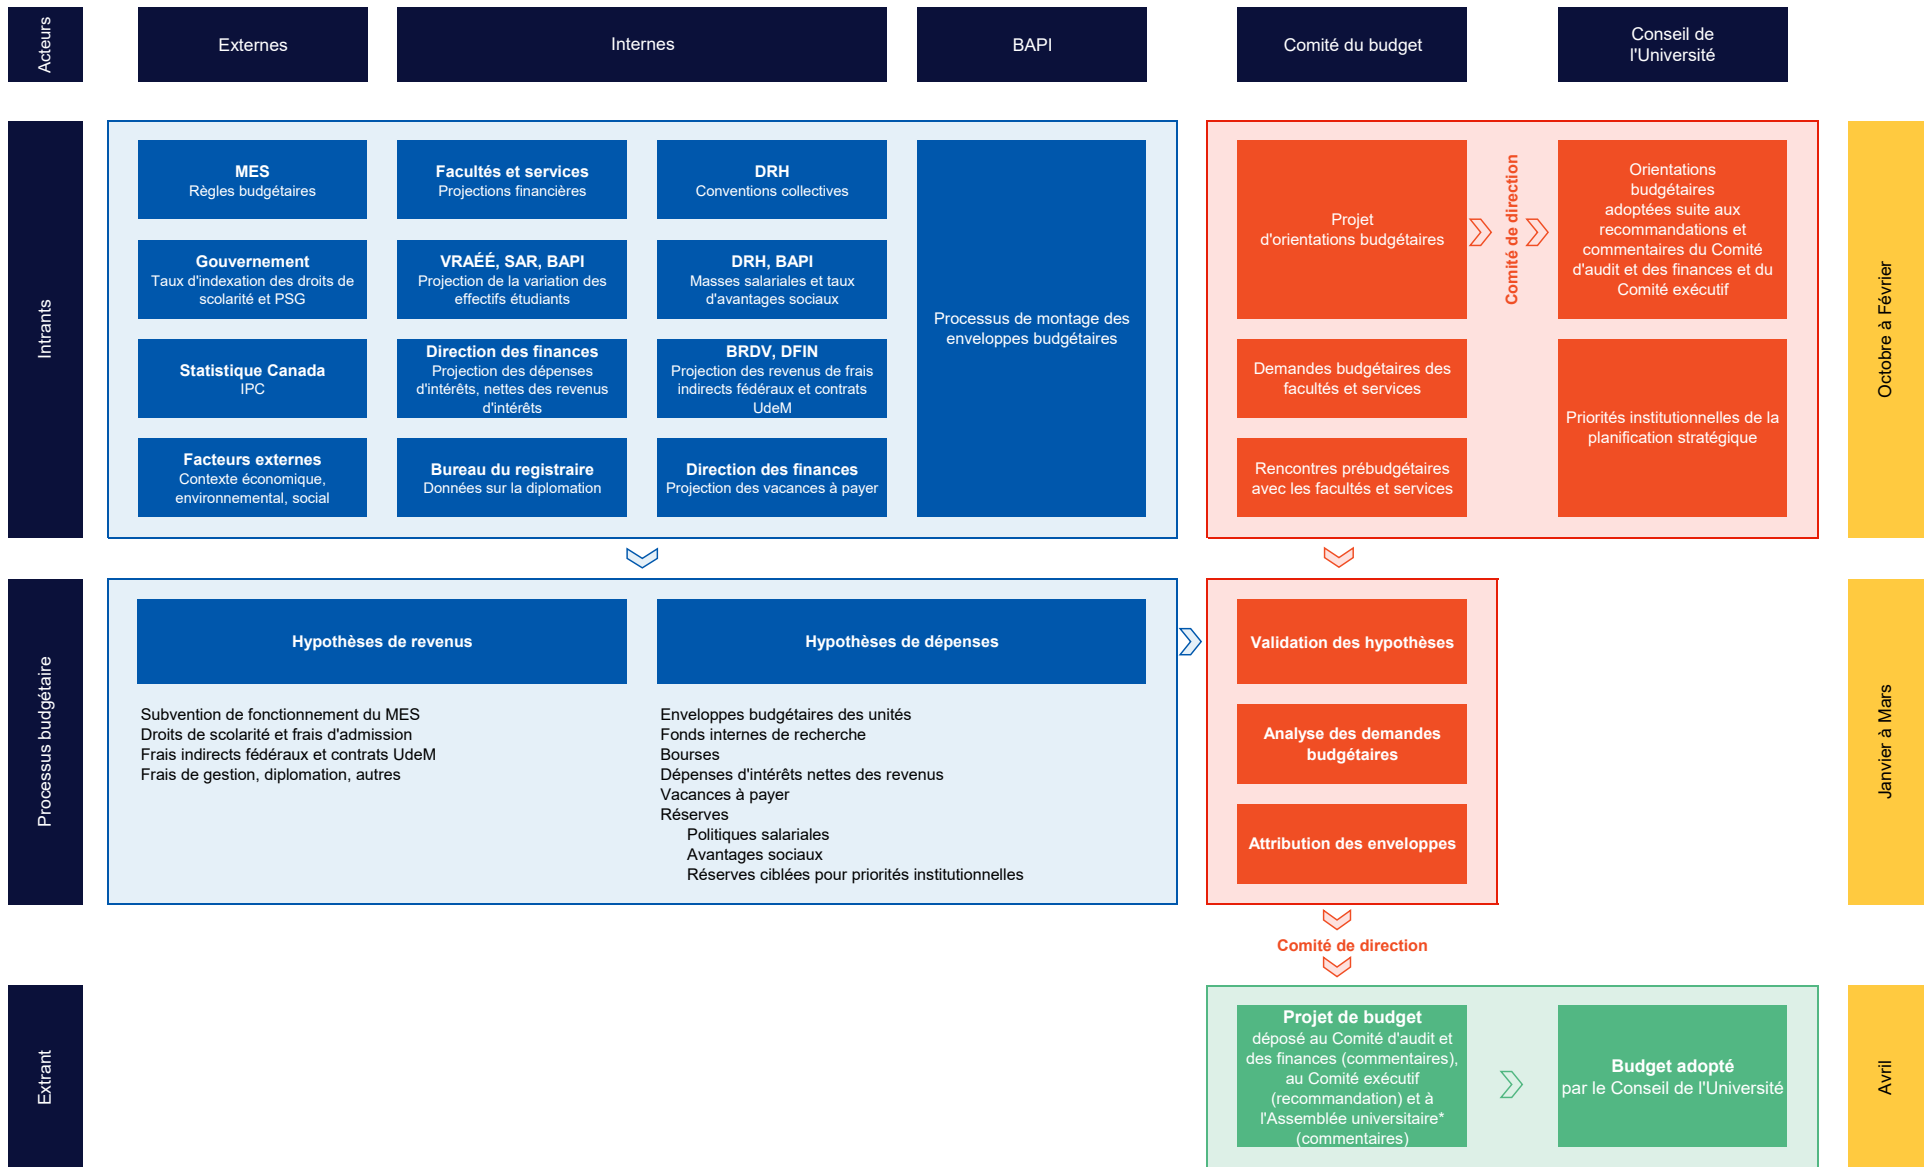 Acteurs
Externes
Internes
BAPI
Comité du budget
Conseil de
l'Université
Intrants
MES
Règles budgétaires
Gouvernement
Taux d'indexation des droits de
scolarité et PSG
Statistique Canada
IPC
Facteurs externes
Contexte économique,
environnemental, social
Facultés et services
Projections financières
VRAÉÉ, SAR, BAPI
Projection de la variation des
effectifs étudiants
Direction des finances
Projection des dépenses
d'intérêts, nettes des revenus
d'intérêts
Bureau du registraire
Données sur la diplomation
DRH
Conventions collectives
DRH, BAPI
Masses salariales et taux
d'avantages sociaux
BRDV, DFIN
Projection des revenus de frais
indirects fédéraux et contrats
UdeM
Direction des finances
Projection des vacances à payer
Processus de montage des
enveloppes budgétaires
Projet
d'orientations budgétaires
Demandes budgétaires des
facultés et services
Rencontres prébudgétaires
avec les facultés et services
Comité de direction
Orientations
budgétaires
adoptées suite aux
recommandations et
commentaires du Comité
d'audit et des finances et du
Comité exécutif
Priorités institutionnelles de la
planification stratégique
Octobre à Février
Processus budgétaire
Hypothèses de revenus
Subvention de fonctionnement du MES
Droits de scolarité et frais d'admission
Frais indirects fédéraux et contrats UdeM
Frais de gestion, diplomation, autres
Hypothèses de dépenses
Enveloppes budgétaires des unités
Fonds internes de recherche
Bourses
Dépenses d'intérêts nettes des revenus
Vacances à payer
Réserves
Politiques salariales
Avantages sociaux
Réserves ciblées pour priorités institutionnelles
Validation des hypothèses
Analyse des demandes
budgétaires
Attribution des enveloppes
Janvier à Mars
Comité de direction
Extrant
Projet de budget
déposé au Comité d'audit et
des finances (commentaires),
au Comité exécutif
(recommandation) et à
l'Assemblée universitaire*
(commentaires)
Budget adopté
par le Conseil de l'Université
Avril